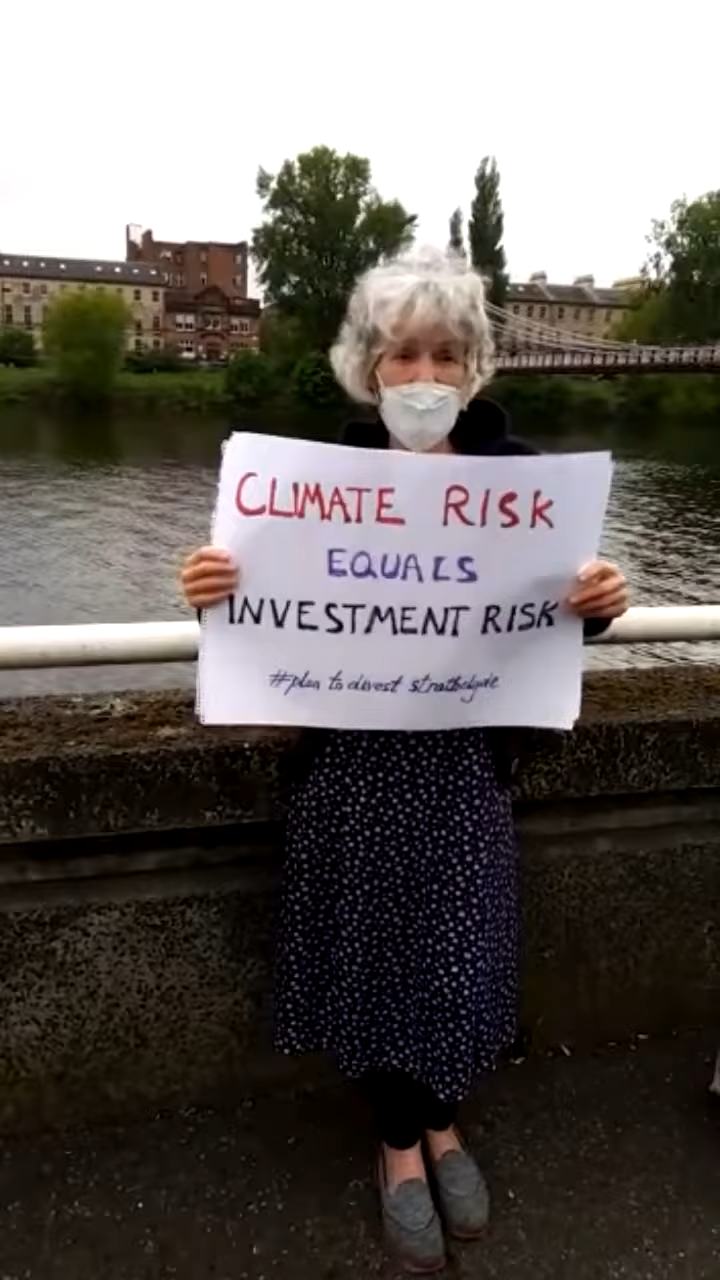 CLIMATE RISK
EQUALS
INVESTMENT RISK
#plan to divest strathclyde